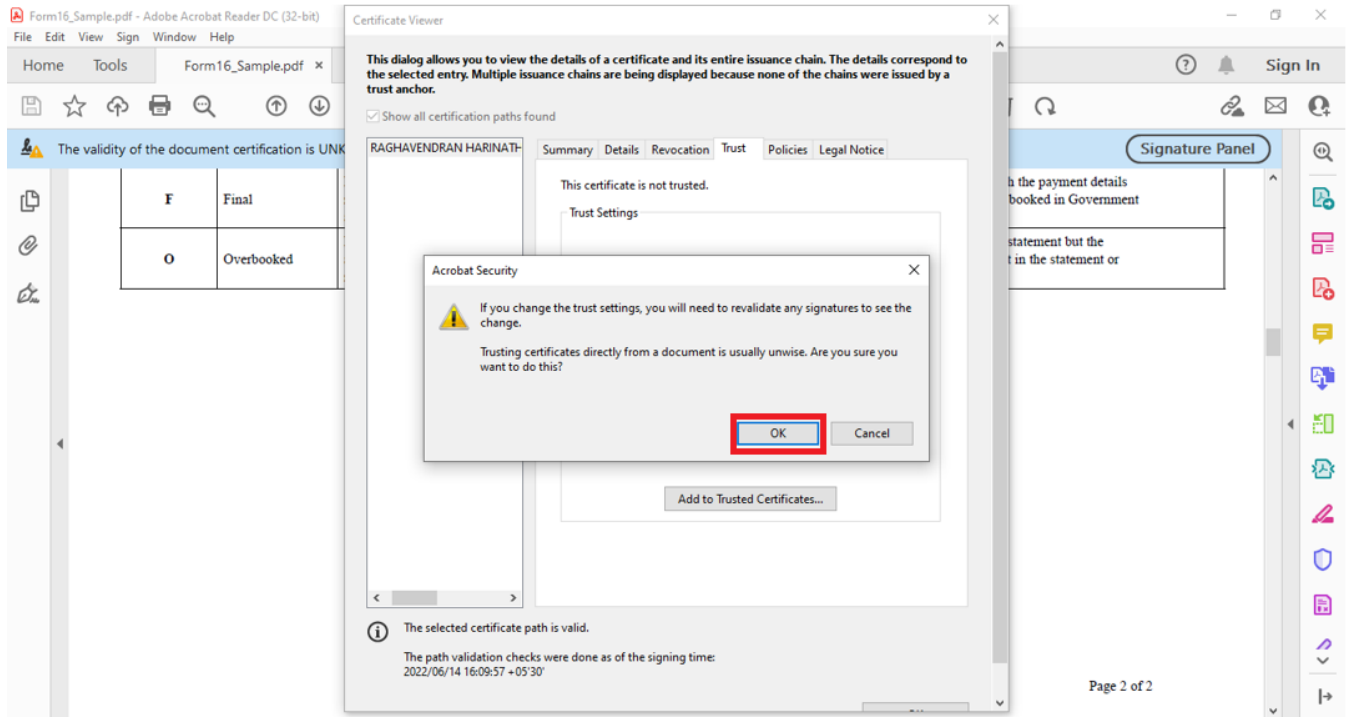 Form16_Sample.pdf - Adobe Acrobat Reader DC (32-bit)
File Edit View Sign Window Help
Home Tools Form16_Sample.pdf ×
Sign In
The validity of the document certification is UNK
Signature Panel
F Final
h the payment details
booked in Government
O Overbooked
statement but the
t in the statement or
Certificate Viewer
This dialog allows you to view the details of a certificate and its entire issuance chain. The details correspond to
the selected entry. Multiple issuance chains are being displayed because none of the chains were issued by a
trust anchor.
Show all certification paths found
RAGHAVENDRAN HARINATH
Summary Details Revocation Trust Policies Legal Notice
This certificate is not trusted.
Trust Settings
Acrobat Security
If you change the trust settings, you will need to revalidate any signatures to see the
change.
Trusting certificates directly from a document is usually unwise. Are you sure you
want to do this?
OK Cancel
Add to Trusted Certificates...
The selected certificate path is valid.
The path validation checks were done as of the signing time:
2022/06/14 16:09:57 +05'30'
Page 2 of 2